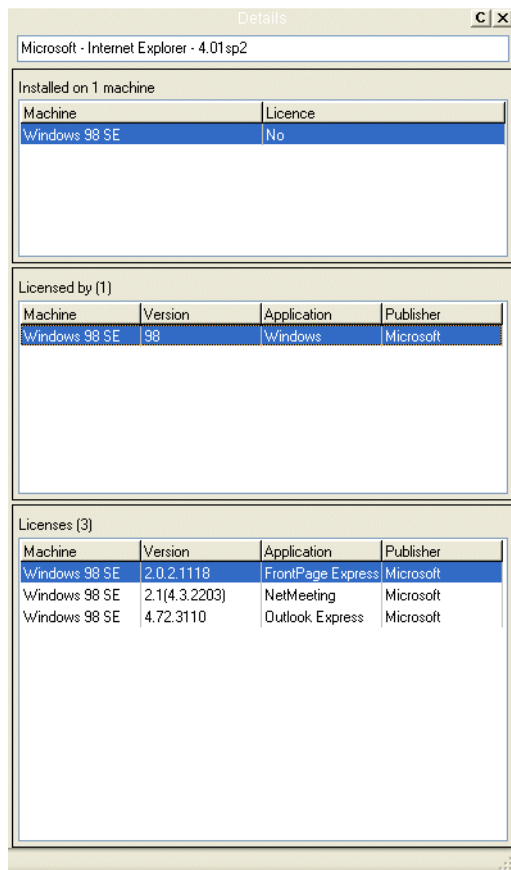 Details C ×
Microsoft - Internet Explorer - 4.01sp2
Installed on 1 machine
Machine Licence
Windows 98 SE No
Licensed by (1)
Machine Version Application Publisher
Windows 98 SE 98 Windows Microsoft
Licenses (3)
Machine Version Application Publisher
Windows 98 SE 2.0.2.1118 FrontPage Express Microsoft
Windows 98 SE 2.1(4.3.2203) NetMeeting Microsoft
Windows 98 SE 4.72.3110 Outlook Express Microsoft